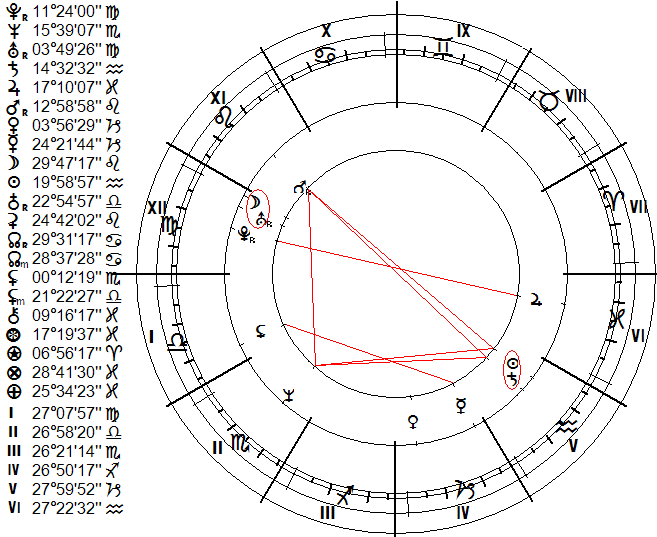 ♇R 11°24'00" ♍
♆ 15°39'07" ♏
⛢R 03°49'26" ♍
♄ 14°32'32" ♒
♃ 17°10'07" ♓
♂R 12°58'58" ♌
♀ 03°56'29" ♑
☿ 24°21'44" ♑
☽ 29°47'17" ♌
☉ 19°58'57" ♒
R 22°54'57" ♎
⚳ 24°42'02" ♌
☊R 29°31'17" ♋
☊m 28°37'28" ♋
⚸ 00°12'19" ♏
⚸m 21°22'27" ♎
⚷ 09°16'17" ♓
17°19'37" ♓
06°56'17" ♈
⊗ 28°41'30" ♓
⊕ 25°34'23" ♓
I 27°07'57" ♍
II 26°58'20" ♎
III 26°21'14" ♏
IV 26°50'17" ♐
V 27°59'52" ♑
VI 27°22'32" ♒
X IX
♋ ♊
XI ♌ ♉ VIII
♂R
XII ♍ ☽ ⛢R ♇R ♈ VII
♃
I ♎ ⚸ ♓ VI
☉
♄
♆ ♀ ☿
II ♏ ♒ V
♐ ♑
III IV